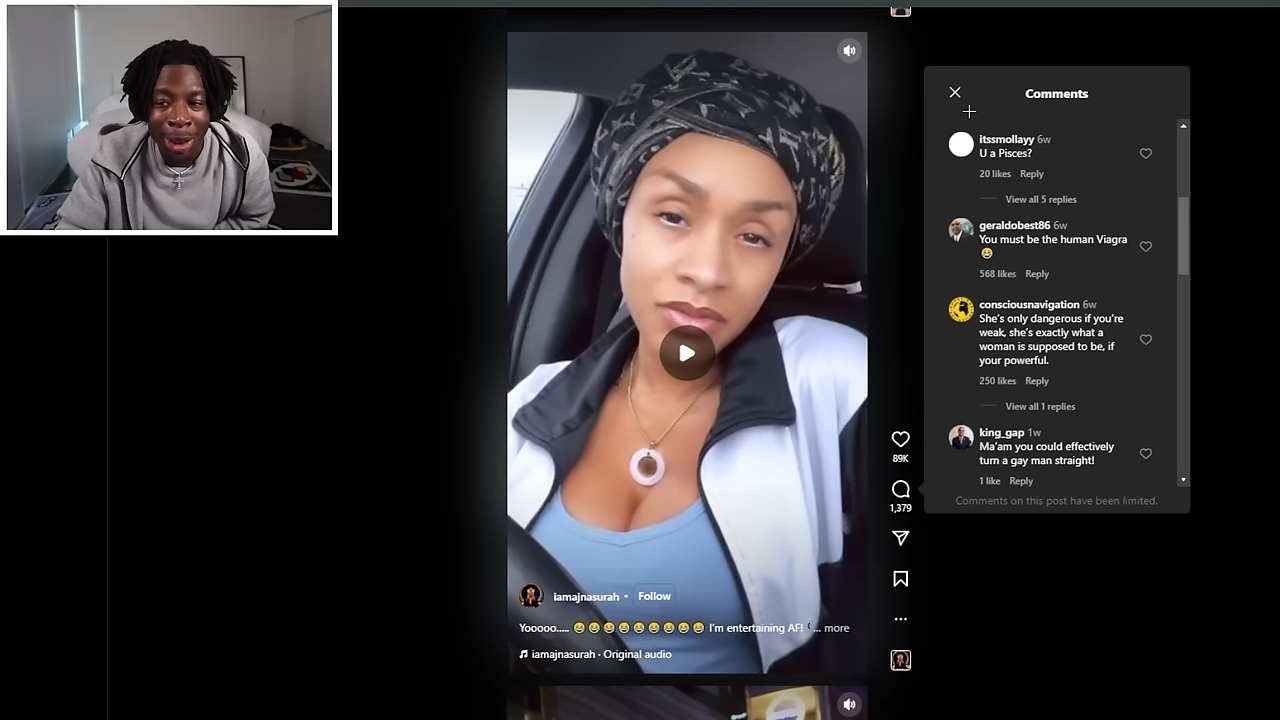 Comments
itssmollayy 6w
U a Pisces?
20 likes Reply
View all 5 replies
geraldobest86 6w
You must be the human Viagra
😂
568 likes Reply
consciousnavigation 6w
She's only dangerous if you're
weak, she's exactly what a
woman is supposed to be, if
your powerful.
250 likes Reply
View all 1 replies
king_gap 1w
Ma'am you could effectively
turn a gay man straight!
1 like Reply
Comments on this post have been limited.
89K
1,379
iamajnasurah • Follow
Yooooo..... 😂😂😂😂😂😂😂😂😂 I'm entertaining AF! ... more
iamajnasurah · Original audio